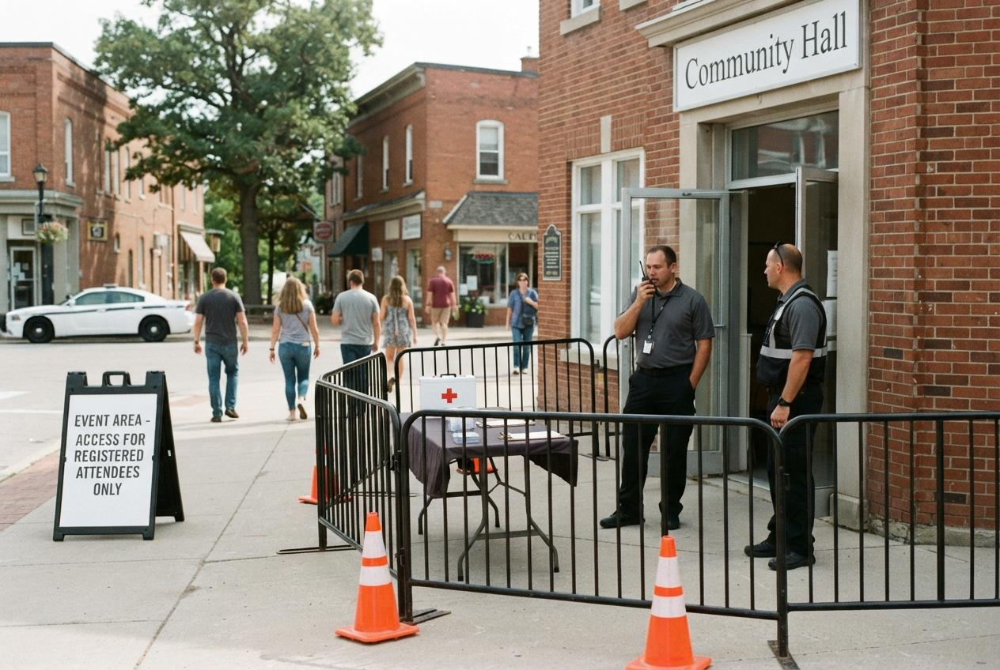 Community Hall
EVENT AREA -
ACCESS FOR
REGISTERED
ATTENDEES
ONLY